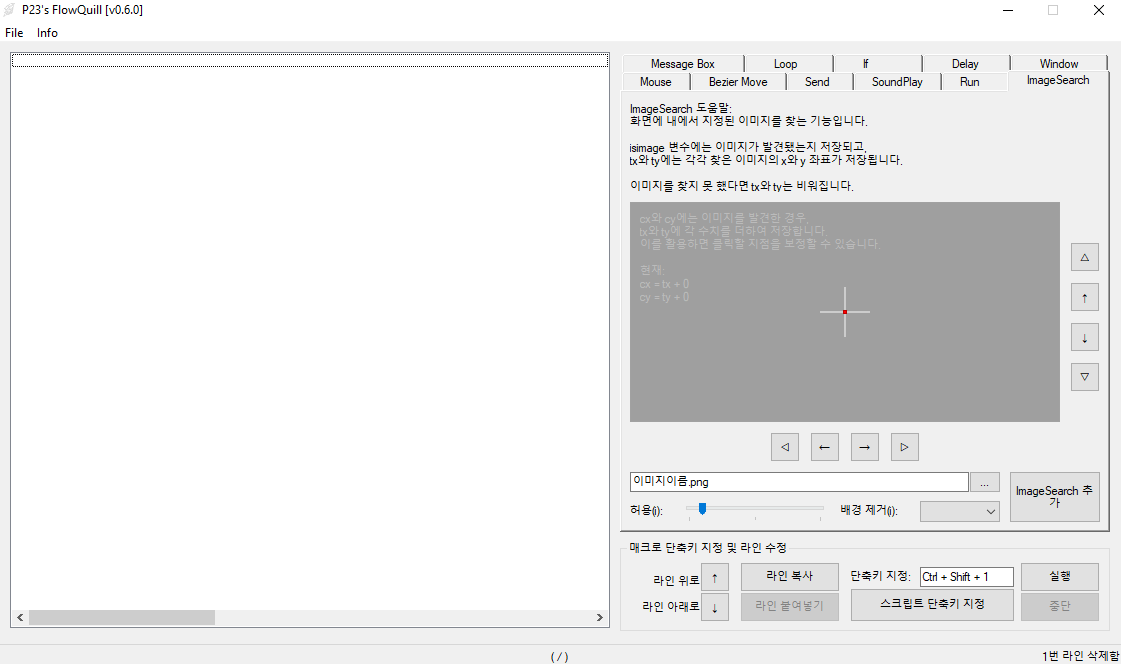 P23's FlowQuill [v0.6.0]
File Info
Message Box Loop If Delay Window
Mouse Bezier Move Send SoundPlay Run ImageSearch
ImageSearch 도움말:
화면에 내에서 지정된 이미지를 찾는 기능입니다.
isimage 변수에는 이미지가 발견됐는지 저장되고,
tx와 ty에는 각각 찾은 이미지의 x와 y 좌표가 저장됩니다.
이미지를 찾지 못 했다면 tx와 ty는 비워집니다.
cx와 cy에는 이미지를 발견한 경우,
tx와 ty에 각 수치를 더하여 저장합니다.
이를 활용하면 클릭할 지점을 보정할 수 있습니다.
현재:
cx = tx + 0
cy = ty + 0
이미지이름.png
...
ImageSearch 추
가
허용(i): 배경 제거(i):
매크로 단축키 지정 및 라인 수정
라인 위로 ↑ 라인 복사 단축키 지정: Ctrl + Shift + 1 실행
라인 아래로 ↓ 라인 붙여넣기 스크립트 단축키 지정 중단
( / )
1번 라인 삭제함